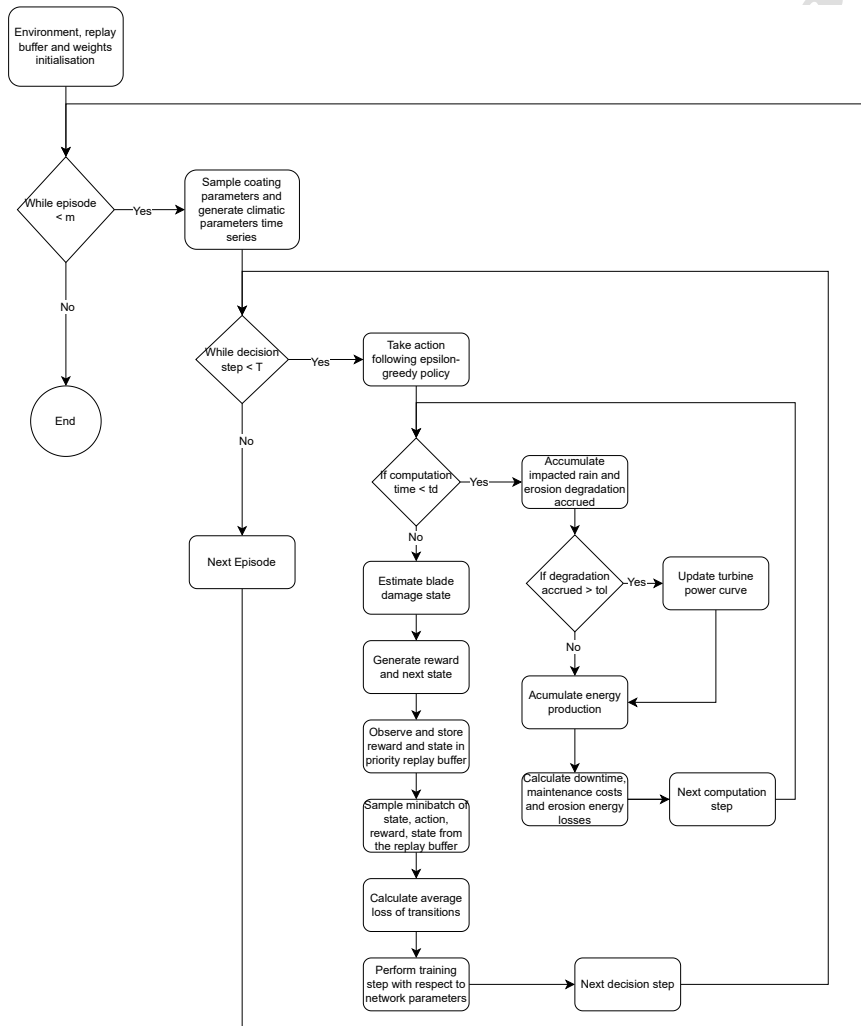 Environment, replay
buffer and weights
initialisation
While episode
< m
Yes
Sample coating
parameters and
generate climatic
parameters time
series
No
End
While decision
step < T
Yes
Take action
following epsilon-
greedy policy
No
Next Episode
If computation
time < td
Yes
Accumulate
impacted rain and
erosion degradation
accrued
No
If degradation
accrued > tol
Yes
Update turbine
power curve
No
Acumulate energy
production
Calculate downtime,
maintenance costs
and erosion energy
losses
Next computation
step
Estimate blade
damage state
Generate reward
and next state
Observe and store
reward and state in
priority replay buffer
Sample minibatch of
state, action,
reward, state from
the replay buffer
Calculate average
loss of transitions
Perform training
step with respect to
network parameters
Next decision step